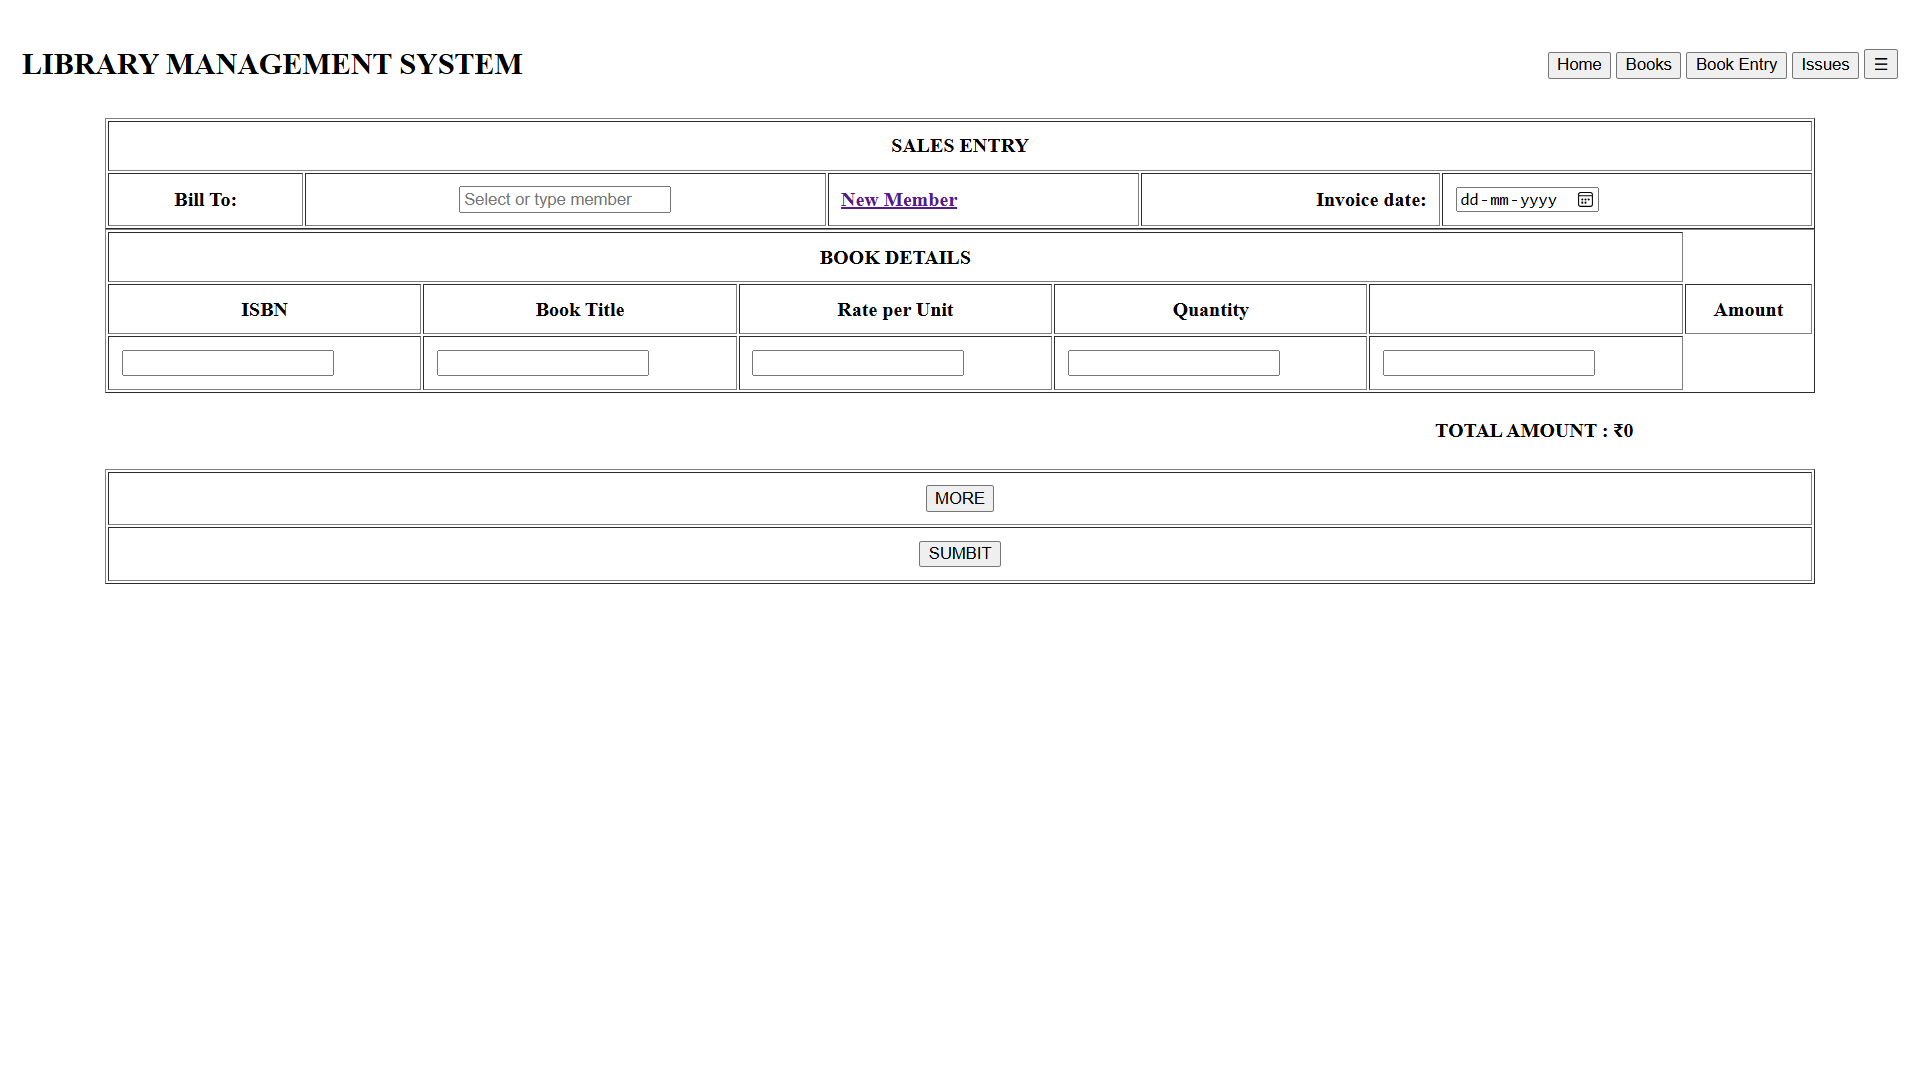 LIBRARY MANAGEMENT SYSTEM
Home Books Book Entry Issues ☰
SALES ENTRY
Bill To: Select or type member New Member Invoice date: dd-mm-yyyy
BOOK DETAILS
ISBN Book Title Rate per Unit Quantity Amount
TOTAL AMOUNT : ₹0
MORE
SUMBIT